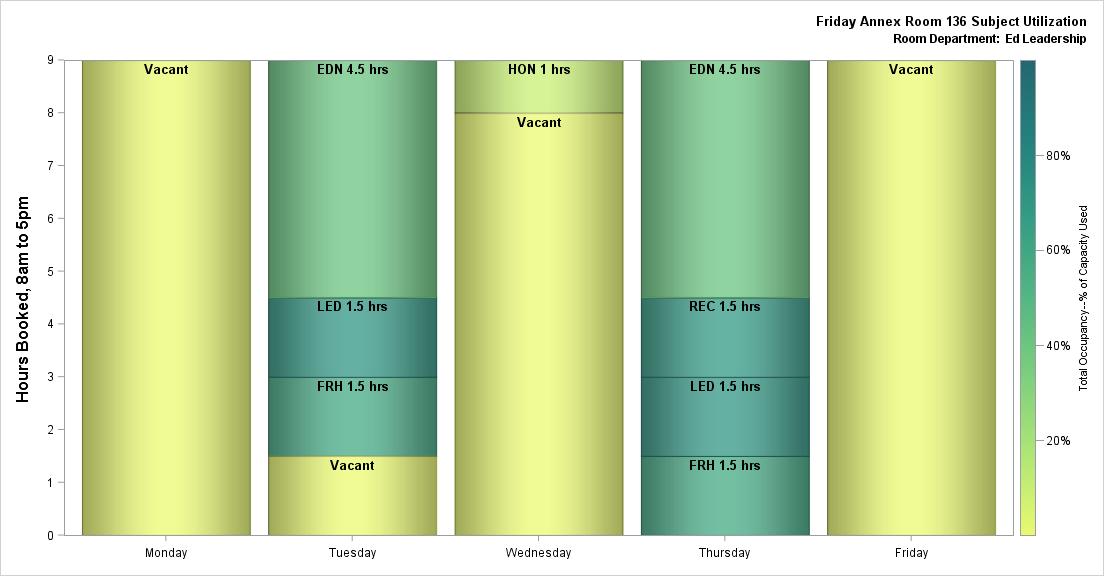 Friday Annex Room 136 Subject Utilization
Room Department: Ed Leadership
Hours Booked, 8am to 5pm
9
8
7
6
5
4
3
2
1
0
Vacant
EDN 4.5 hrs
LED 1.5 hrs
FRH 1.5 hrs
Vacant
HON 1 hrs
Vacant
EDN 4.5 hrs
REC 1.5 hrs
LED 1.5 hrs
FRH 1.5 hrs
Vacant
Monday
Tuesday
Wednesday
Thursday
Friday
80%
60%
40%
20%
Total Occupancy--% of Capacity Used